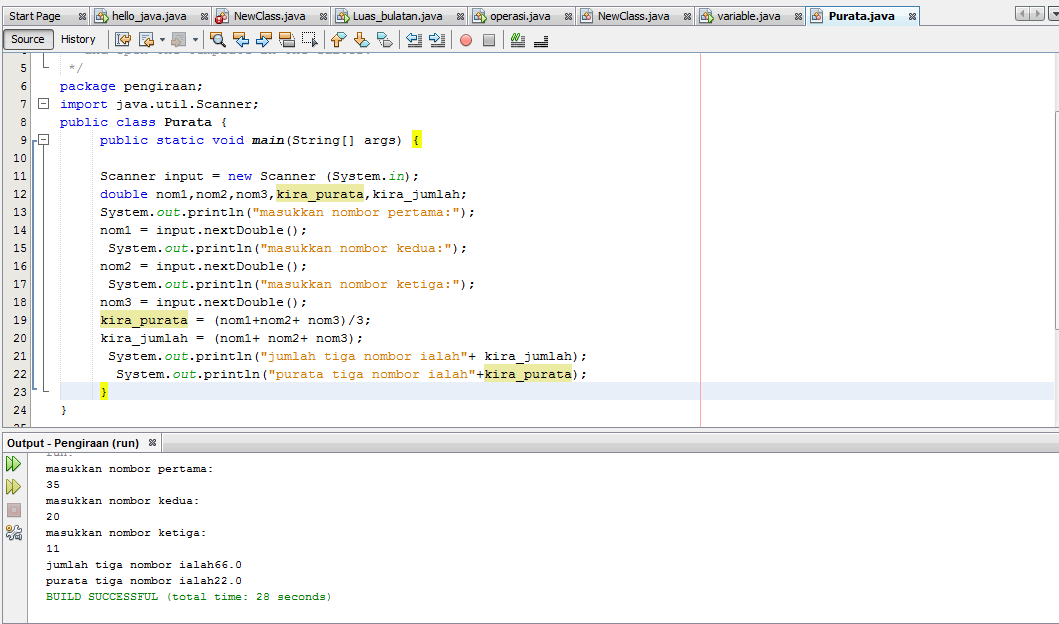 Start Page hello_java.java NewClass.java Luas_bulatan.java operasi.java NewClass.java variable.java Purata.java
Source History
5 */
6 package pengiraan;
7 import java.util.Scanner;
8 public class Purata {
9 public static void main(String[] args) {
10
11 Scanner input = new Scanner (System.in);
12 double nom1,nom2,nom3,kira_purata,kira_jumlah;
13 System.out.println("masukkan nombor pertama:");
14 nom1 = input.nextDouble();
15 System.out.println("masukkan nombor kedua:");
16 nom2 = input.nextDouble();
17 System.out.println("masukkan nombor ketiga:");
18 nom3 = input.nextDouble();
19 kira_purata = (nom1+nom2+ nom3)/3;
20 kira_jumlah = (nom1+ nom2+ nom3);
21 System.out.println("jumlah tiga nombor ialah"+ kira_jumlah);
22 System.out.println("purata tiga nombor ialah"+kira_purata);
23 }
24 }
Output - Pengiraan (run)
run:
masukkan nombor pertama:
35
masukkan nombor kedua:
20
masukkan nombor ketiga:
11
jumlah tiga nombor ialah66.0
purata tiga nombor ialah22.0
BUILD SUCCESSFUL (total time: 28 seconds)